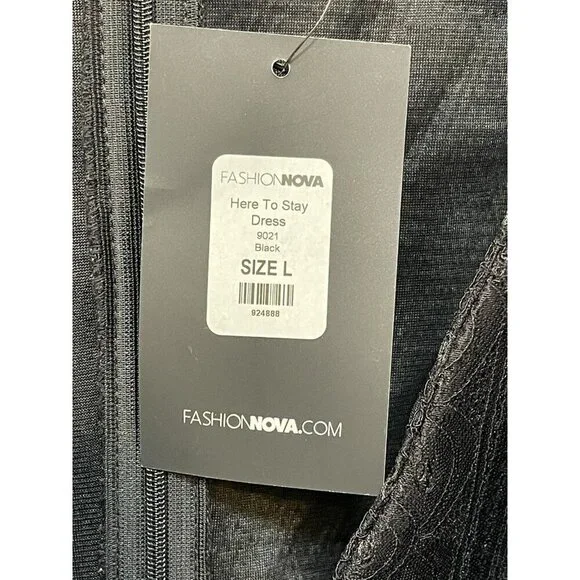 FASHIONNOVA
Here To Stay
Dress
9021
Black
SIZE L
924888
FASHIONNOVA.COM